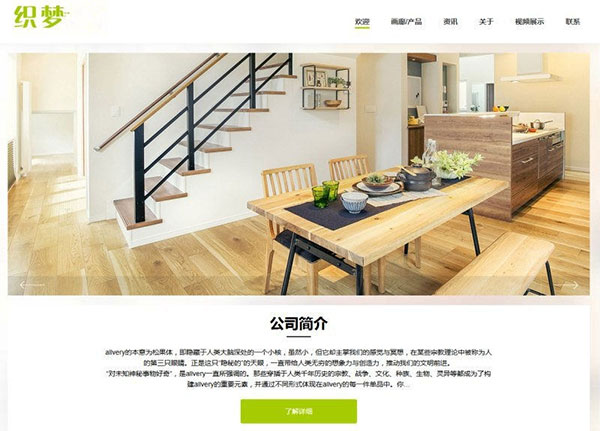 织梦
欢迎 画廊/产品 资讯 关于 视频展示 联系
公司简介
allvery的本意为松果体，即隐藏于人类大脑深处的一个小核，虽然小，但它却主掌我们的感觉与冥想，在某些宗教理论中被称为人
的第三只眼睛。正是这只“隐秘的”的天眼，一直带给人类无穷的想象力与创造力，推动我们的文明前进。
“对未知神秘事物好奇”，是allvery一直所强调的。那些穿插于人类千年历史的宗教、战争、文化、种族、生物、灵异等都成为了构
建allvery的重要元素，并通过不同形式体现在allvery的每一件单品中。你...
了解详细